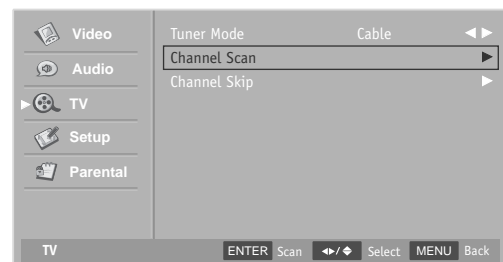 Video
Audio
TV
Setup
Parental
Tuner Mode Cable
Channel Scan
Channel Skip
TV ENTER Scan Select MENU Back